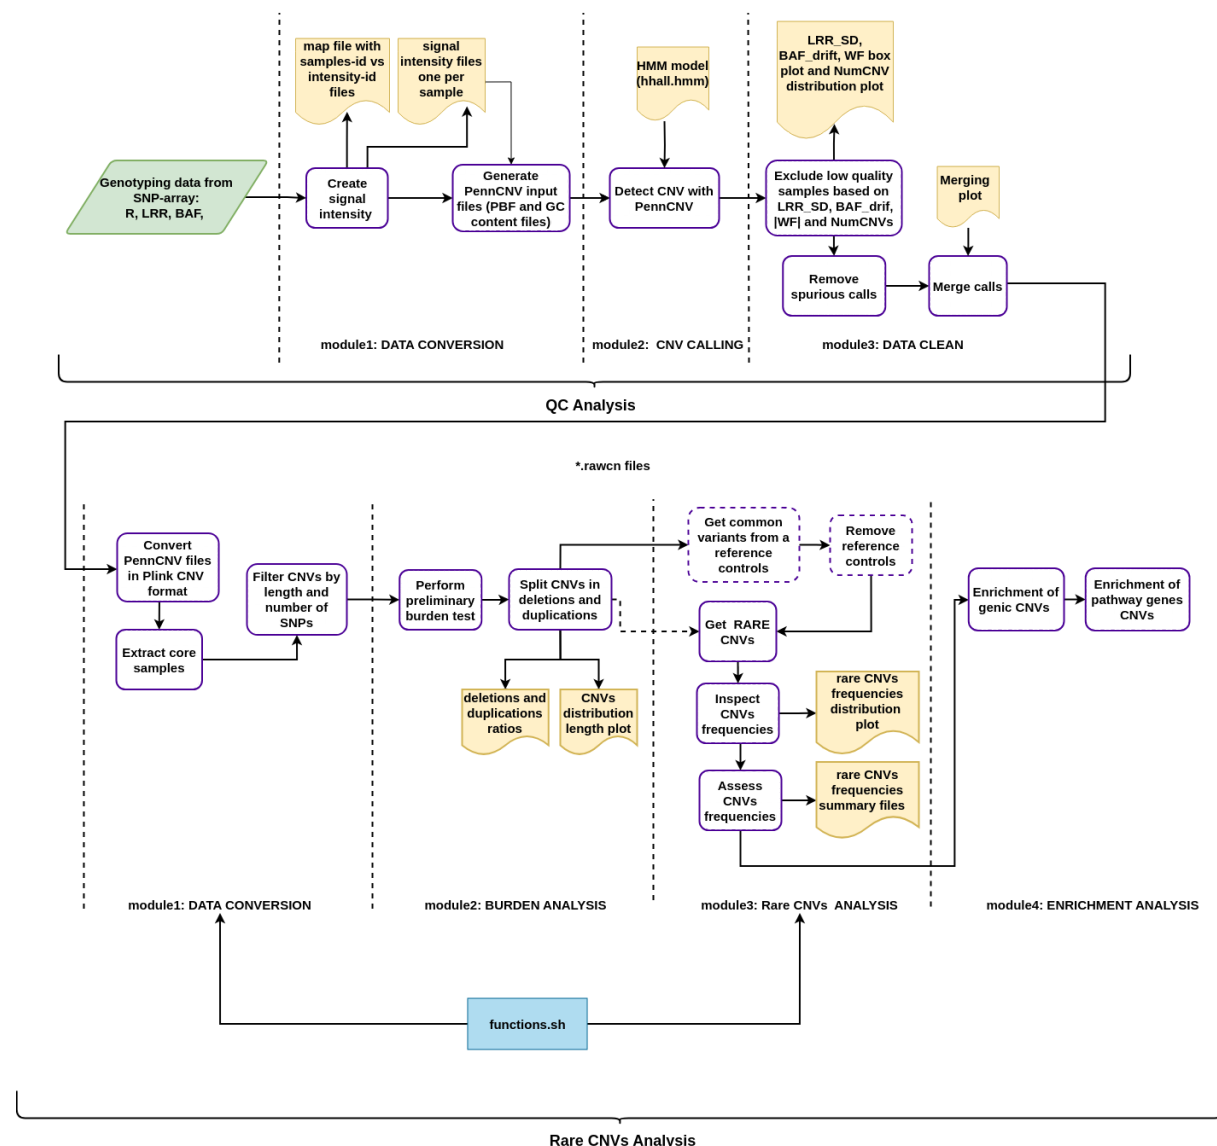 map file with
samples-id vs
intensity-id
files
signal
intensity files
one per
sample
HMM model
(hhall.hmm)
LRR_SD,
BAF_drift, WF box
plot and NumCNV
distribution plot
Genotyping data from
SNP-array:
R, LRR, BAF,
Create
signal
intensity
Generate
PennCNV input
files (PBF and GC
content files)
Detect CNV with
PennCNV
Exclude low quality
samples based on
LRR_SD, BAF_drif,
|WF| and NumCNVs
Merging
plot
Remove
spurious calls
Merge calls
module1: DATA CONVERSION
module2: CNV CALLING
module3: DATA CLEAN
QC Analysis
*.rawcn files
Convert
PennCNV files
in Plink CNV
format
Extract core
samples
Filter CNVs by
length and
number of
SNPs
Perform
preliminary
burden test
Split CNVs in
deletions and
duplications
deletions and
duplications
ratios
CNVs
distribution
length plot
Get common
variants from a
reference
controls
Remove
reference
controls
Get RARE
CNVs
Inspect
CNVs
frequencies
rare CNVs
frequencies
distribution
plot
Assess
CNVs
frequencies
rare CNVs
frequencies
summary files
Enrichment of
genic CNVs
Enrichment of
pathway genes
CNVs
module1: DATA CONVERSION
module2: BURDEN ANALYSIS
module3: Rare CNVs ANALYSIS
module4: ENRICHMENT ANALYSIS
functions.sh
Rare CNVs Analysis